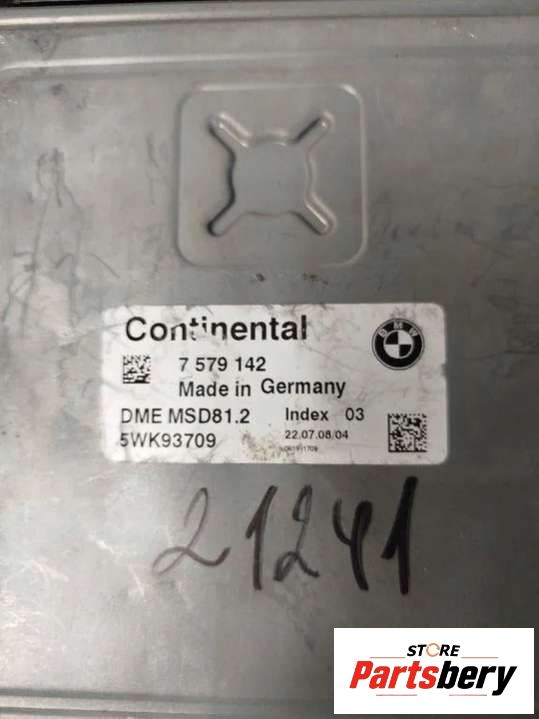 Continental
BMW
7 579 142
Made in Germany
DME MSD81.2 Index 03
5WK93709 22.07.08/04
21241
STORE
Partsbery